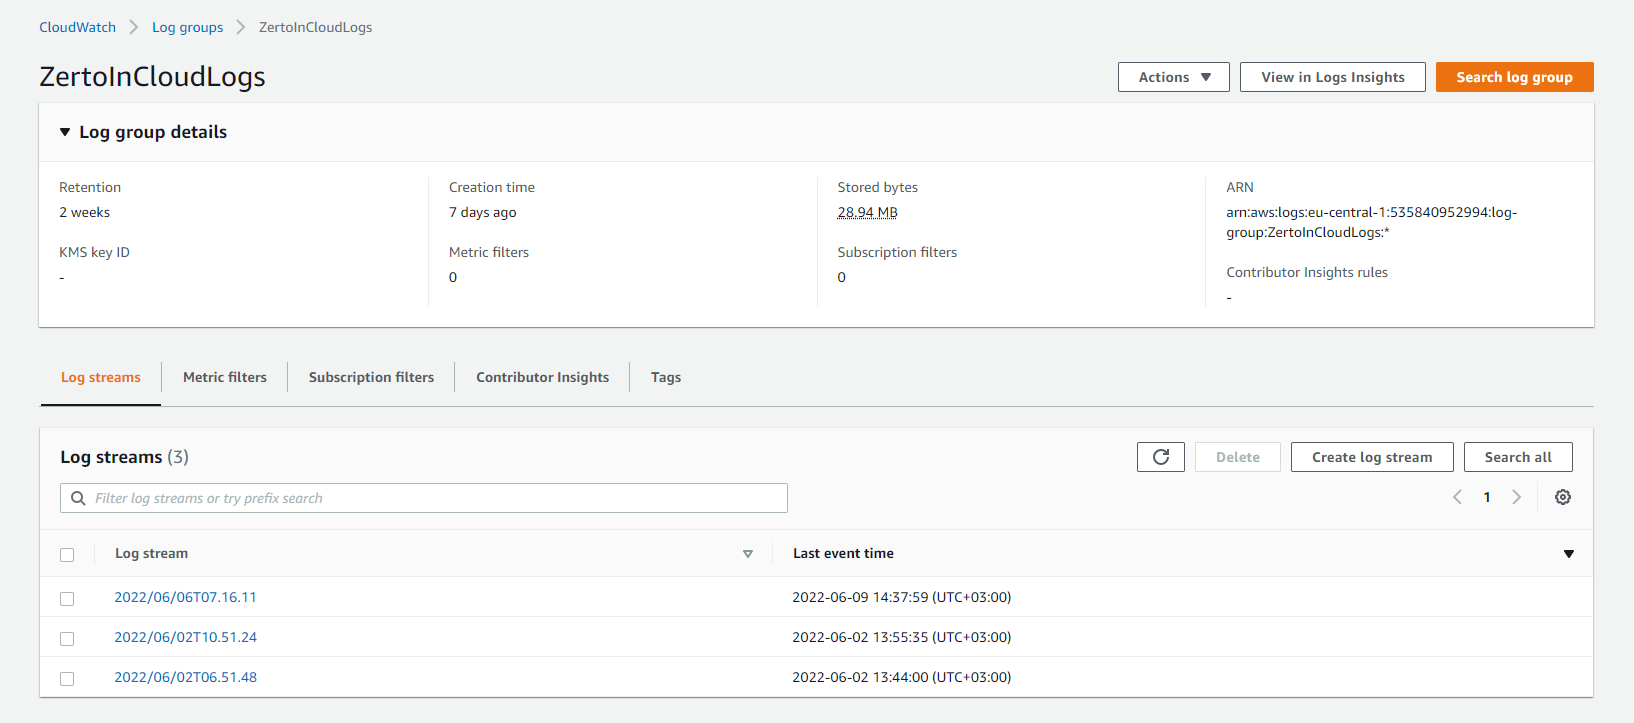 CloudWatch > Log groups > ZertoInCloudLogs
ZertoInCloudLogs
Actions
View in Logs Insights
Search log group
Log group details
Retention
2 weeks
KMS key ID
-
Creation time
7 days ago
Metric filters
0
Stored bytes
28.94 MB
Subscription filters
0
ARN
arn:aws:logs:eu-central-1:535840952994:log-
group:ZertoInCloudLogs:*
Contributor Insights rules
-
Log streams
Metric filters
Subscription filters
Contributor Insights
Tags
Log streams (3)
Delete
Create log stream
Search all
Filter log streams or try prefix search
1
Log stream
Last event time
2022/06/06T07.16.11
2022-06-09 14:37:59 (UTC+03:00)
2022/06/02T10.51.24
2022-06-02 13:55:35 (UTC+03:00)
2022/06/02T06.51.48
2022-06-02 13:44:00 (UTC+03:00)